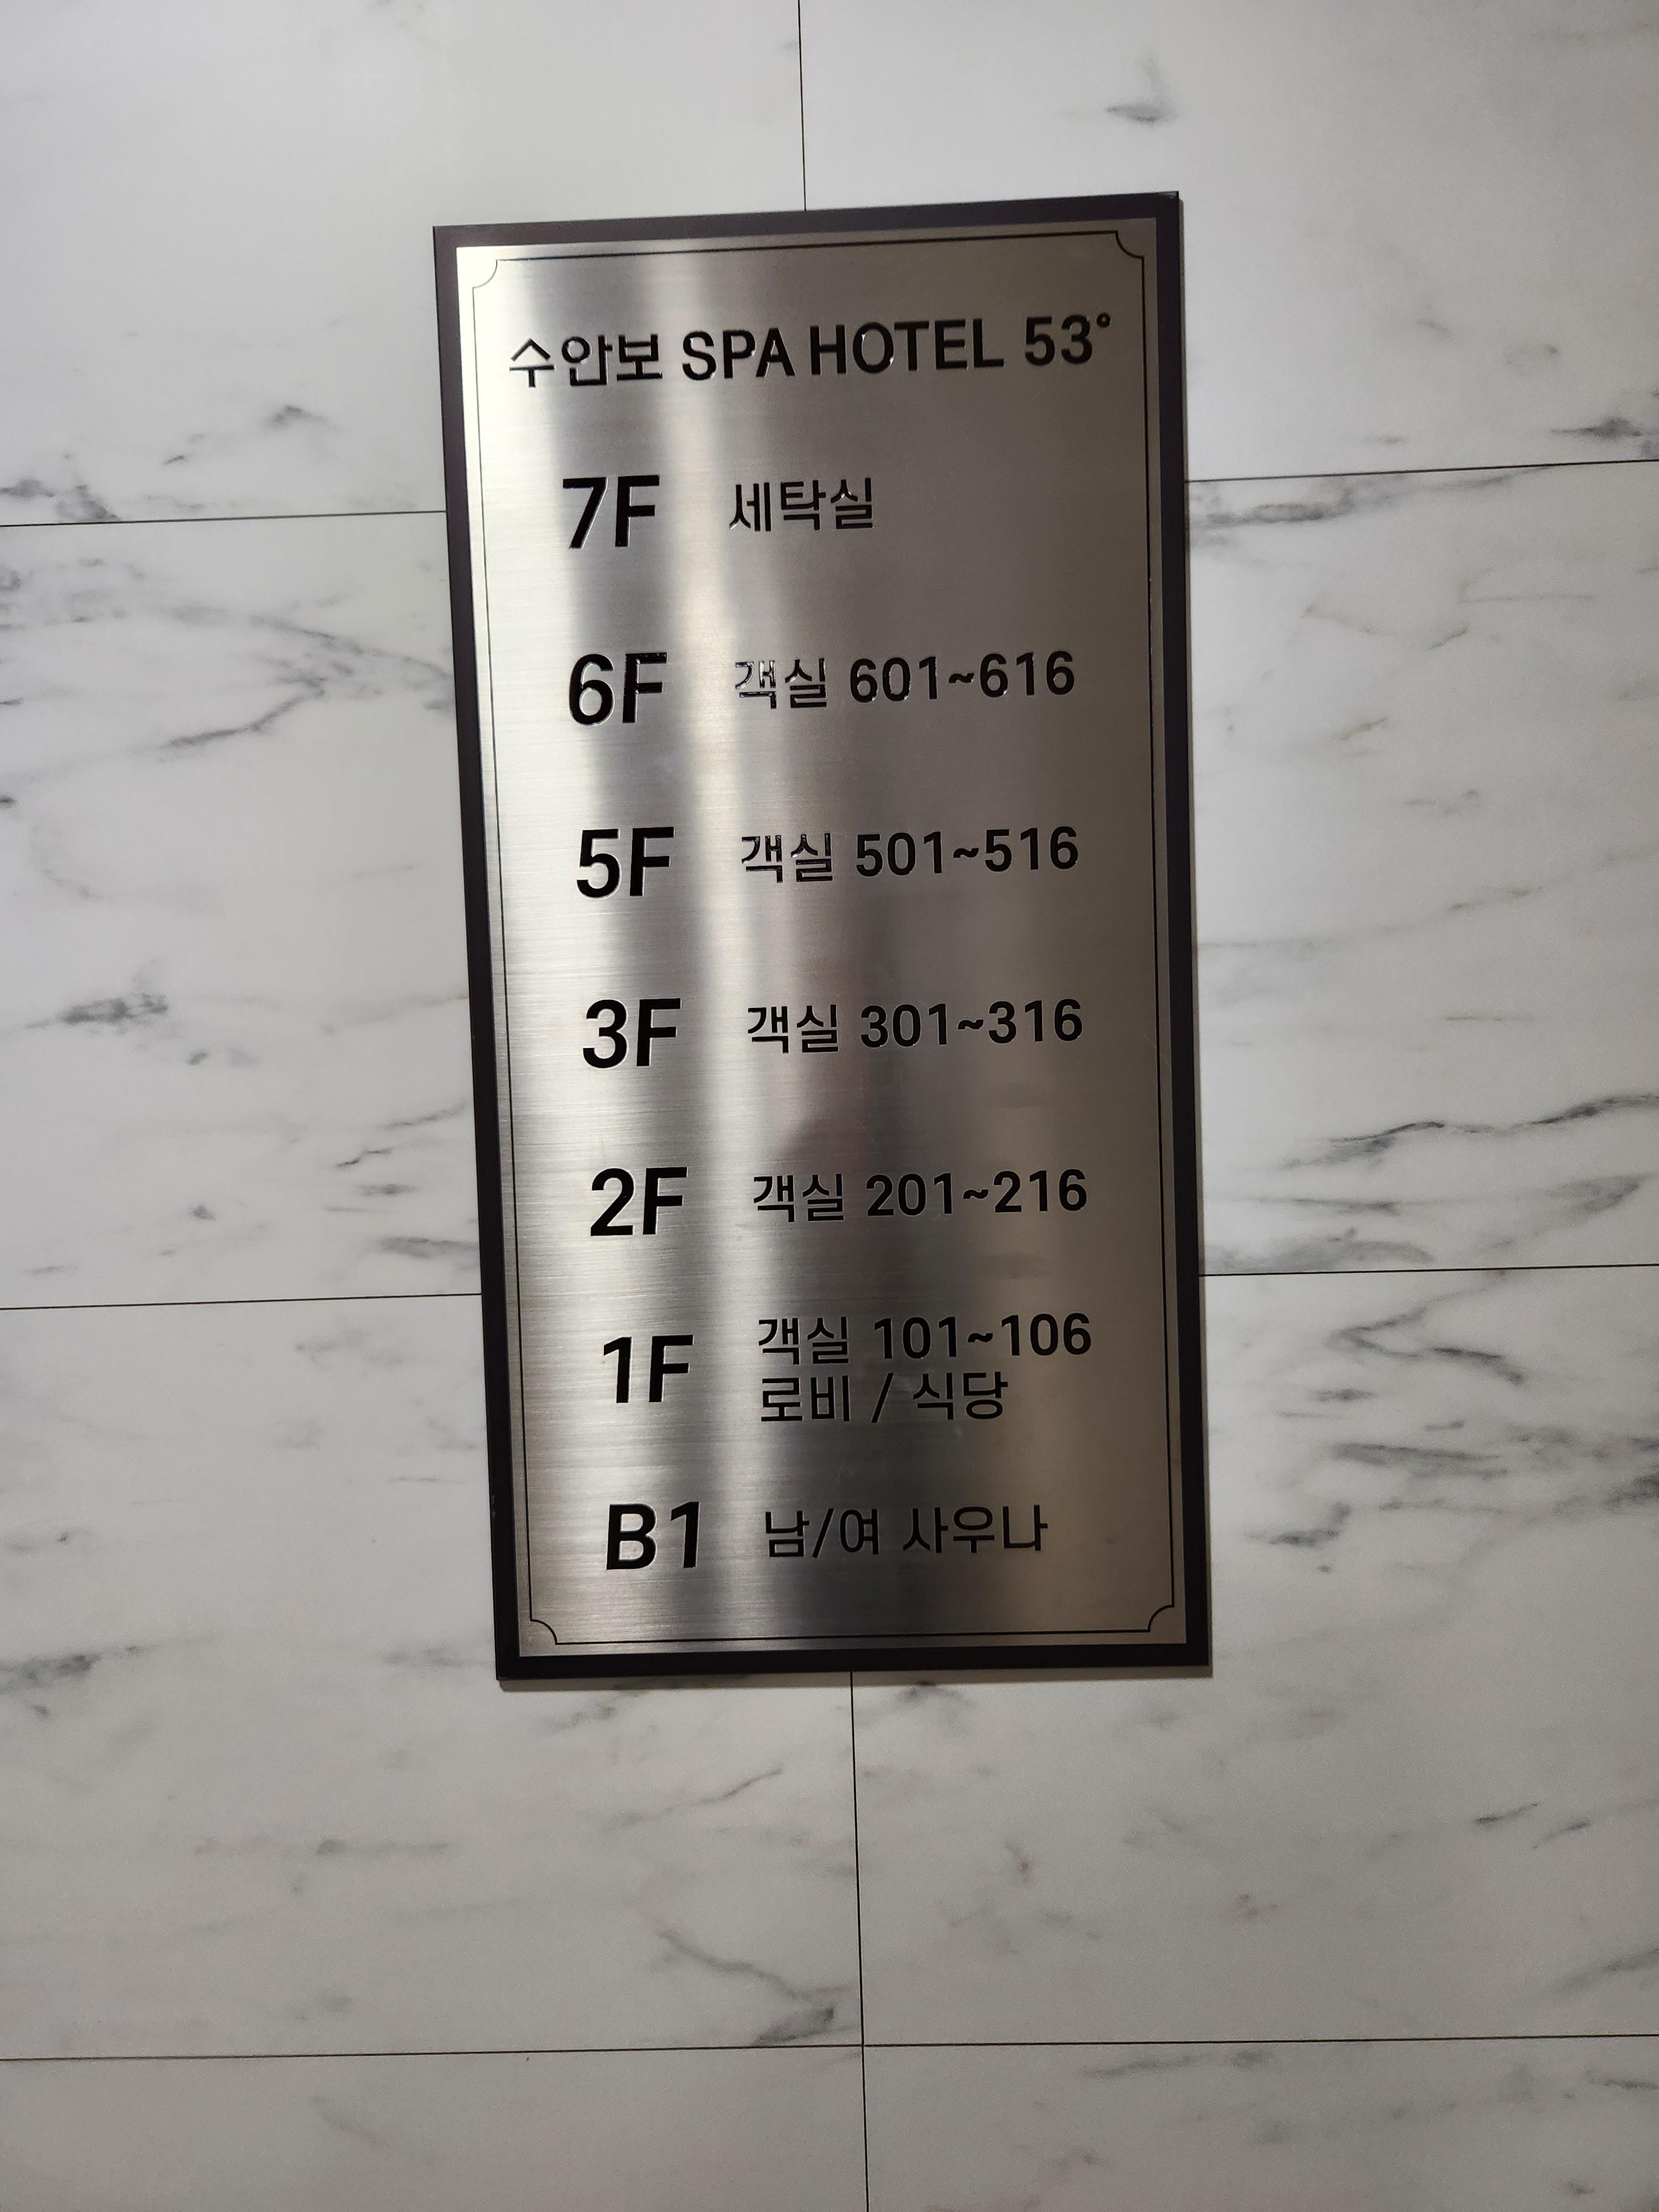 수안보 SPA HOTEL 53°
7F 세탁실
6F 객실 601~616
5F 객실 501~516
3F 객실 301~316
2F 객실 201~216
1F 객실 101~106
로비 / 식당
B1 남/여 사우나